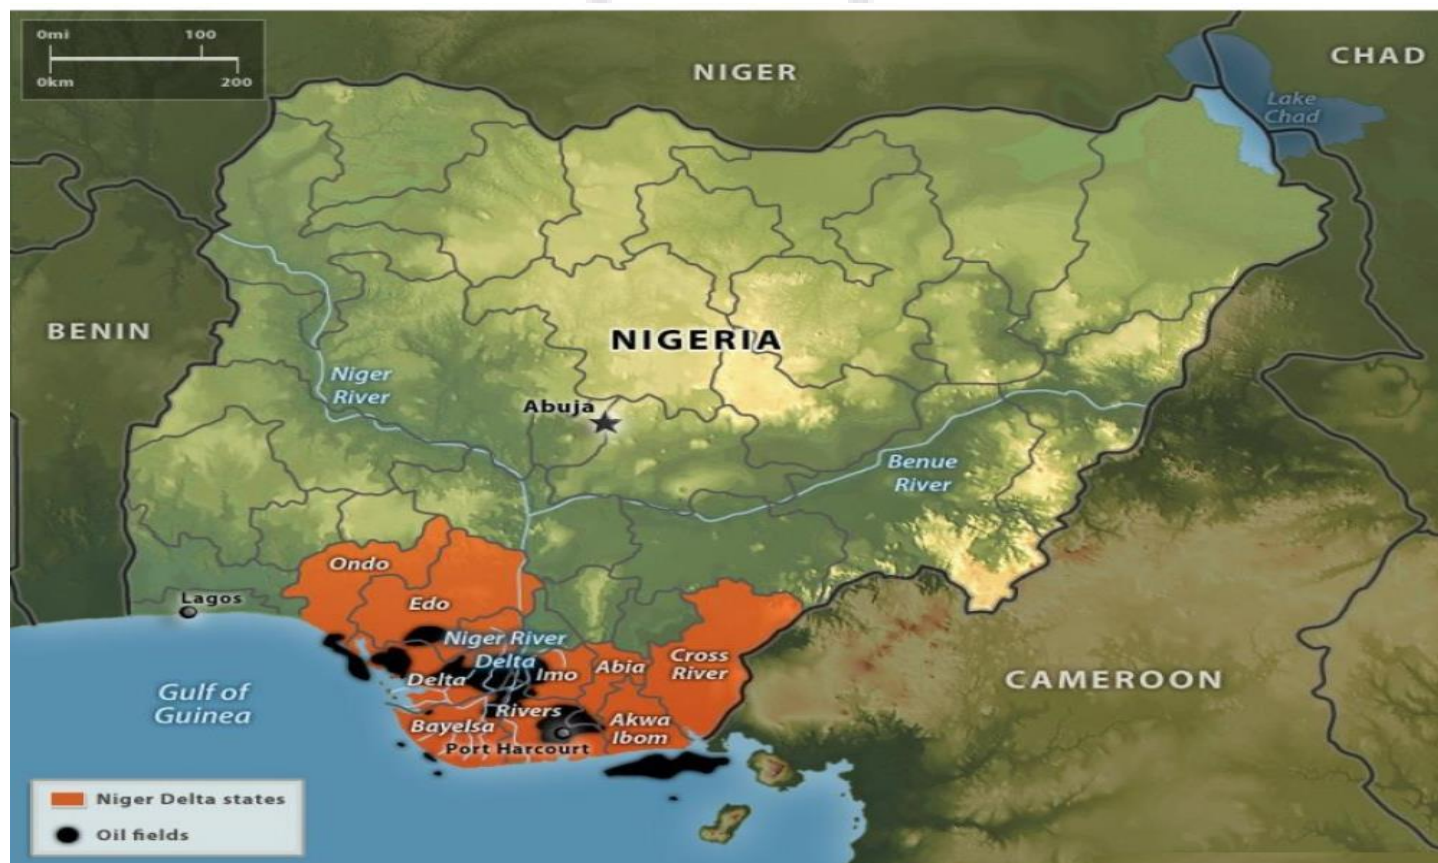 0mi 100
0km 200
NIGER
CHAD
Lake
Chad
BENIN
NIGERIA
Niger
River
Abuja
Benue
River
Ondo
Lagos
Edo
Niger River
Delta
Delta
Imo
Abia
Cross
River
Rivers
Bayelsa
Akwa
Ibom
Port Harcourt
Gulf of
Guinea
CAMEROON
Niger Delta states
Oil fields